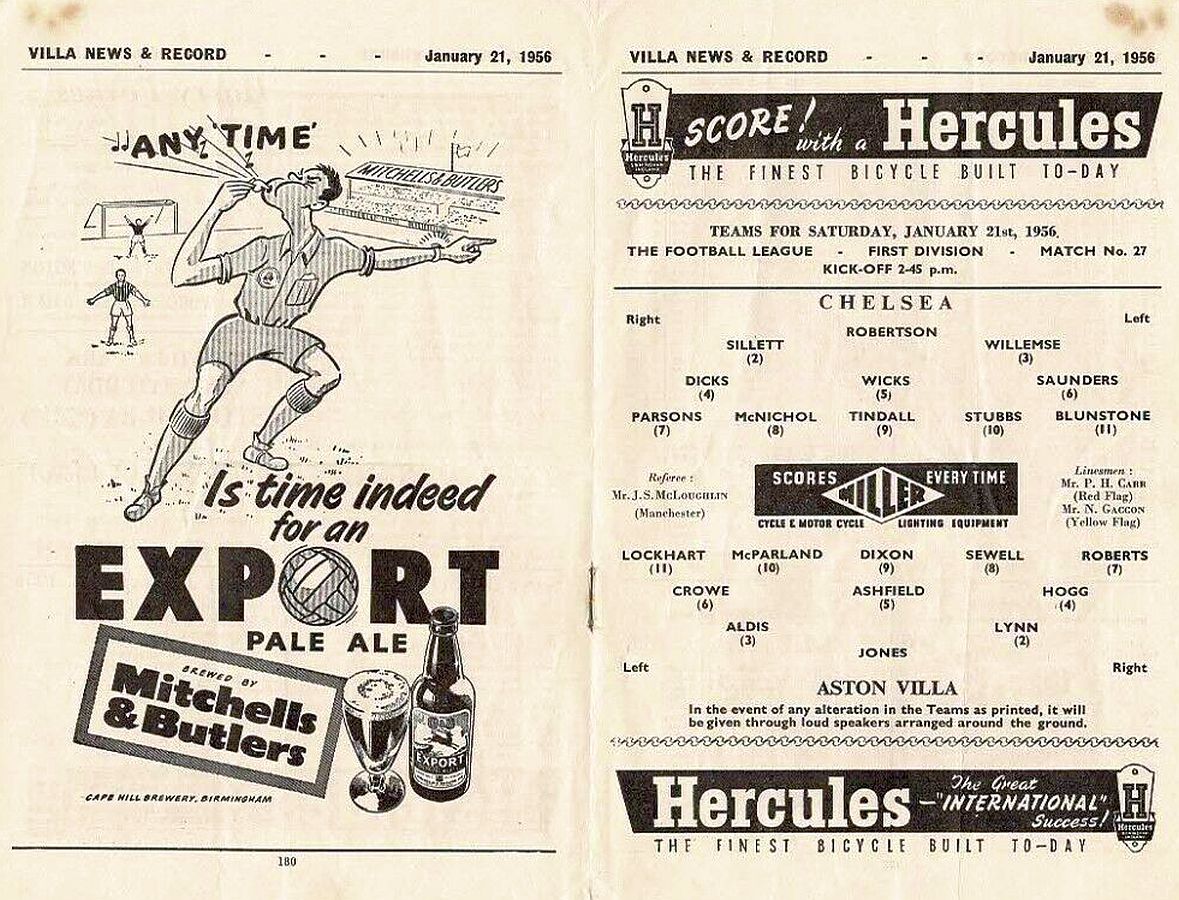 VILLA NEWS & RECORD - - - January 21, 1956
ANY TIME'
MITCHELLS & BUTLERS
Is time indeed
for an
EXPORT
PALE ALE
BREWED BY
Mitchells
& Butlers
EXPORT
CAPE HILL BREWERY, BIRMINGHAM
180
VILLA NEWS & RECORD - - - January 21, 1956
H
Hercules
SCORE! with a Hercules
THE FINEST BICYCLE BUILT TO-DAY
TEAMS FOR SATURDAY, JANUARY 21st, 1956.
THE FOOTBALL LEAGUE - FIRST DIVISION - MATCH No. 27
KICK-OFF 2-45 p.m.
CHELSEA
Right Left
ROBERTSON
SILLETT WILLEMSE
(2) (3)
DICKS WICKS SAUNDERS
(4) (5) (6)
PARSONS McNICHOL TINDALL STUBBS BLUNSTONE
(7) (8) (9) (10) (11)
Referee :
Mr. J. S. McLOUGHLIN
(Manchester)
SCORES MILLER EVERY TIME
CYCLE & MOTOR CYCLE LIGHTING EQUIPMENT
Linesmen :
Mr. P. H. CARR
(Red Flag)
Mr. N. GACCON
(Yellow Flag)
LOCKHART McPARLAND DIXON SEWELL ROBERTS
(11) (10) (9) (8) (7)
CROWE ASHFIELD HOGG
(6) (5) (4)
ALDIS LYNN
(3) (2)
JONES
Left Right
ASTON VILLA
In the event of any alteration in the Teams as printed, it will
be given through loud speakers arranged around the ground.
Hercules The Great
—"INTERNATIONAL"
Success!
H
Hercules
THE FINEST BICYCLE BUILT TO-DAY